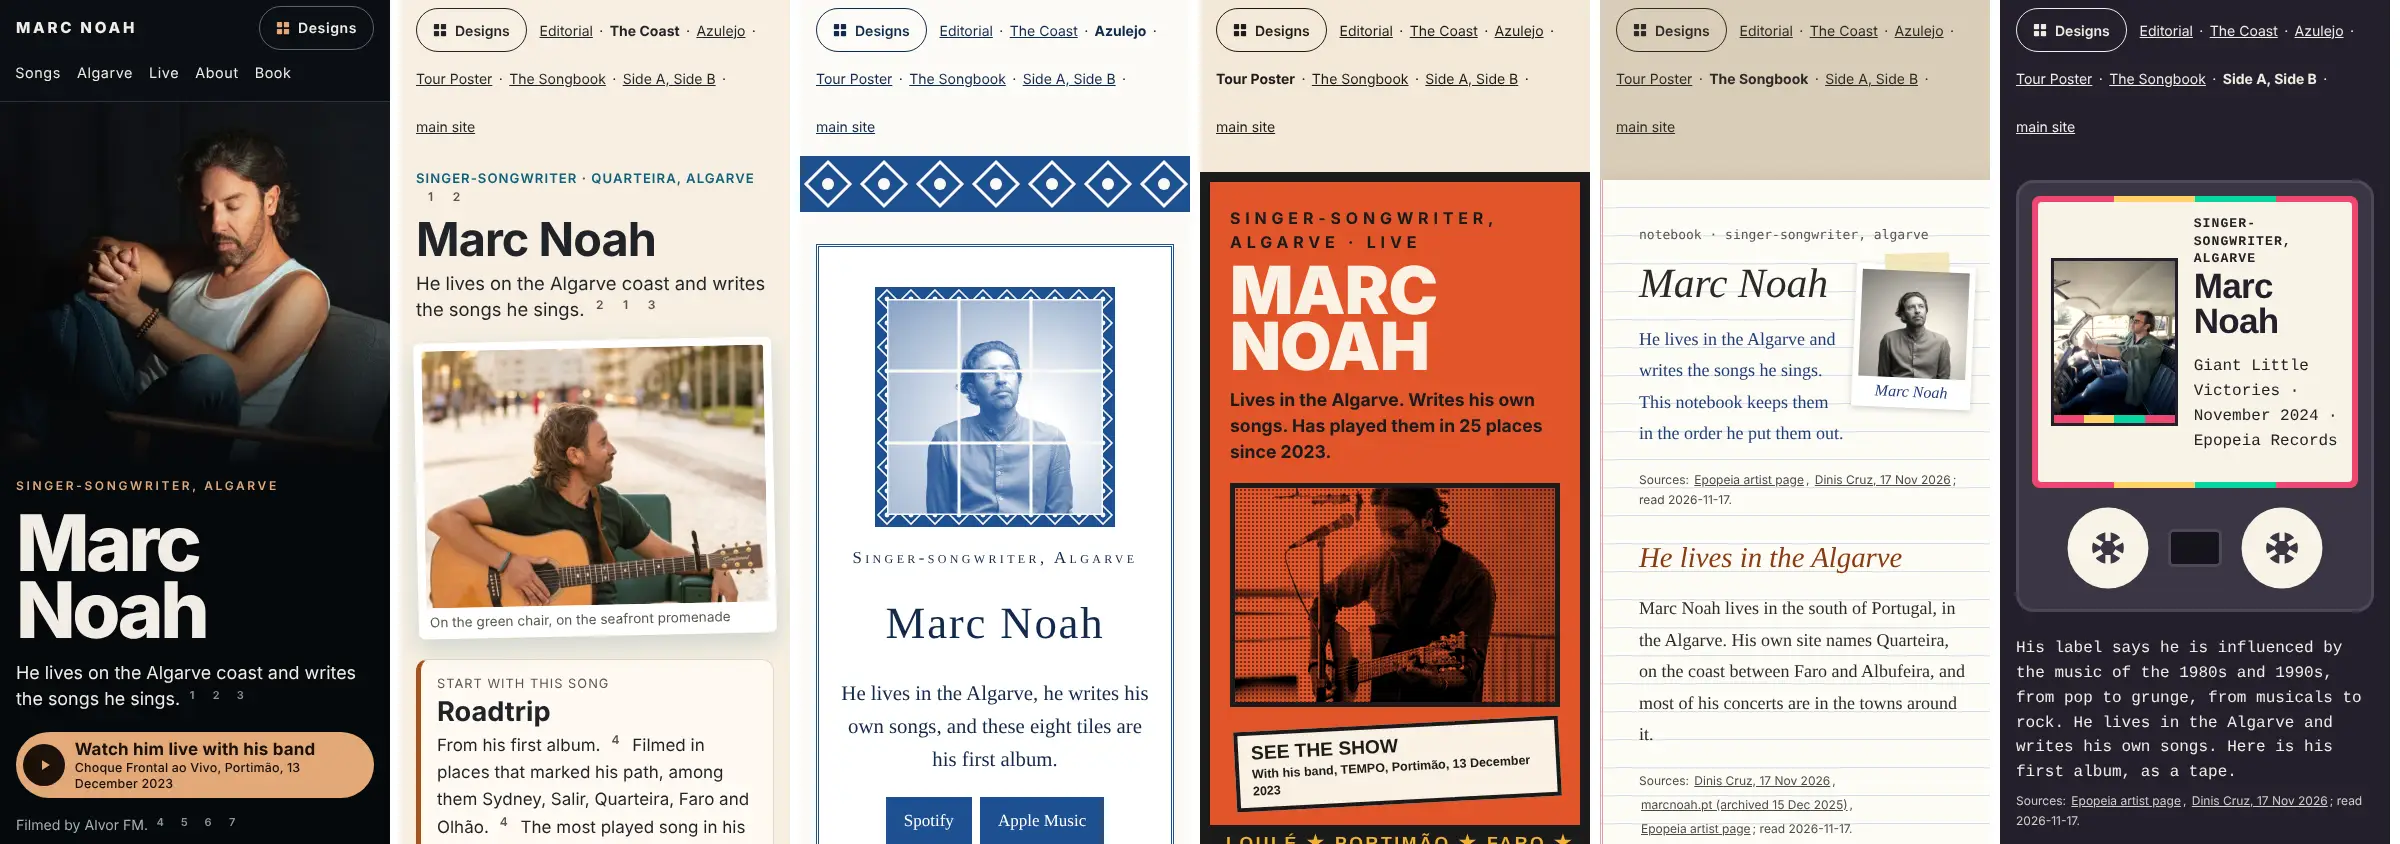 MARC NOAH
Designs
Songs Algarve Live About Book
SINGER-SONGWRITER, ALGARVE
Marc
Noah
He lives on the Algarve coast and writes
the songs he sings. 1 2 3
Watch him live with his band
Choque Frontal ao Vivo, Portimão, 13
December 2023
Filmed by Alvor FM. 4 5 6 7
Designs Editorial · The Coast · Azulejo ·
Tour Poster · The Songbook · Side A, Side B ·
main site
SINGER-SONGWRITER · QUARTEIRA, ALGARVE
1 2
Marc Noah
He lives on the Algarve coast and writes
the songs he sings. 2 1 3
On the green chair, on the seafront promenade
START WITH THIS SONG
Roadtrip
From his first album. 4 Filmed in
places that marked his path, among
them Sydney, Salir, Quarteira, Faro and
Olhão. 4 The most played song in his
Designs Editorial · The Coast · Azulejo ·
Tour Poster · The Songbook · Side A, Side B ·
main site
Singer-songwriter, Algarve
Marc Noah
He lives in the Algarve, he writes his
own songs, and these eight tiles are
his first album.
Spotify Apple Music
Designs Editorial · The Coast · Azulejo ·
Tour Poster · The Songbook · Side A, Side B ·
main site
SINGER-SONGWRITER,
ALGARVE · LIVE
MARC
NOAH
Lives in the Algarve. Writes his own
songs. Has played them in 25 places
since 2023.
SEE THE SHOW
With his band, TEMPO, Portimão, 13 December
2023
LOULÉ ★ PORTIMÃO ★ FARO ★
Designs Editorial · The Coast · Azulejo ·
Tour Poster · The Songbook · Side A, Side B ·
main site
notebook · singer-songwriter, algarve
Marc Noah
He lives in the Algarve and
writes the songs he sings.
This notebook keeps them
in the order he put them out.
Marc Noah
Sources: Epopeia artist page, Dinis Cruz, 17 Nov 2026;
read 2026-11-17.
He lives in the Algarve
Marc Noah lives in the south of Portugal, in
the Algarve. His own site names Quarteira,
on the coast between Faro and Albufeira, and
most of his concerts are in the towns around
it.
Sources: Dinis Cruz, 17 Nov 2026,
marcnoah.pt (archived 15 Dec 2025),
Epopeia artist page; read 2026-11-17.
Designs Editorial · The Coast · Azulejo ·
Tour Poster · The Songbook · Side A, Side B ·
main site
SINGER-
SONGWRITER,
ALGARVE
Marc
Noah
Giant Little
Victories ·
November 2024 ·
Epopeia Records
His label says he is influenced by
the music of the 1980s and 1990s,
from pop to grunge, from musicals to
rock. He lives in the Algarve and
writes his own songs. Here is his
first album, as a tape.
Sources: Epopeia artist page, Dinis Cruz, 17 Nov 2026; read
2026-11-17.